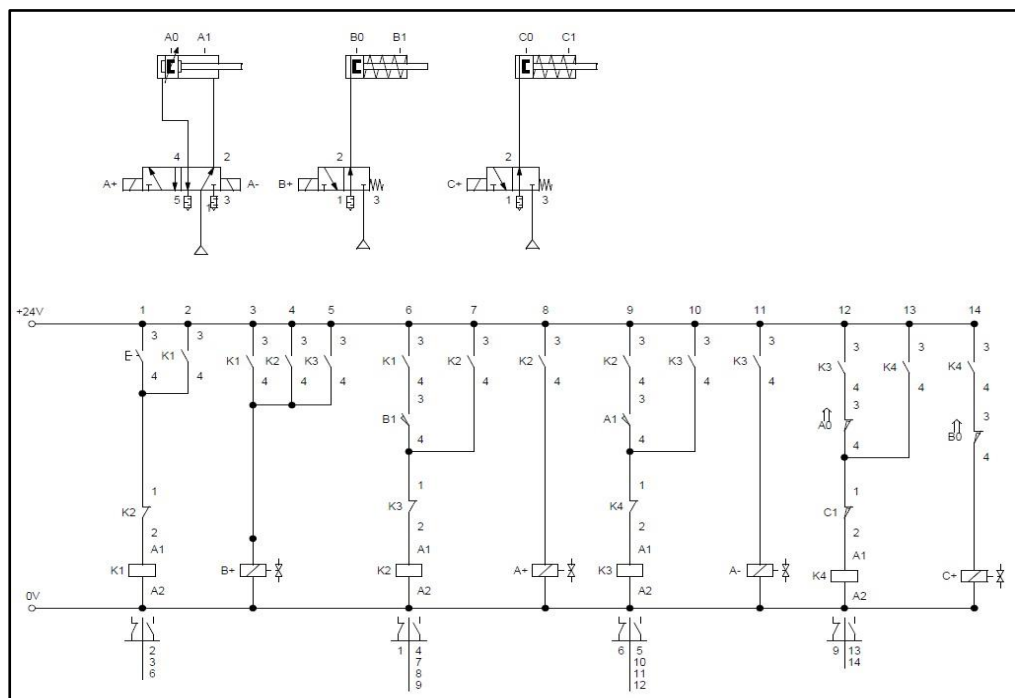 A0 A1 B0 B1 C0 C1
4 2 2 2
A+ A- B+ C+
5 1 3 1 3 1 3
1 2 3 4 5 6 7 8 9 10 11 12 13 14
+24V
3 3 3 3 3 3 3 3 3 3 3 3 3 3
E K1 K1 K2 K3 K1 K2 K2 K2 K3 K3 K3 K4 K4
4 4 4 4 4 4 4 4 4 4 4 4 4 4
3 3 3 3
B1 A1 A0 B0
4 4 4 4
1 1 1 1
K2 K3 K4 C1
2 2 2 2
A1 A1 A1 A1
K1 B+ K2 A+ K3 A- K4 C+
A2 A2 A2 A2
0V
2 1 4 6 5 9 13
3 7 10 14
6 8 11
9 12